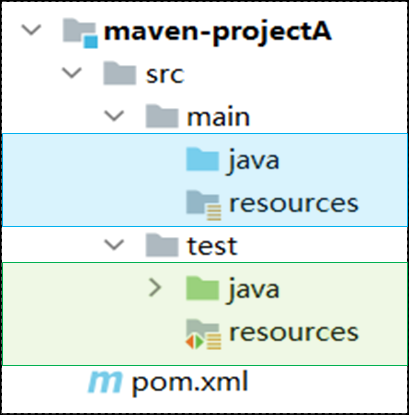 maven-projectA
src
main
java
resources
test
java
resources
m pom.xml